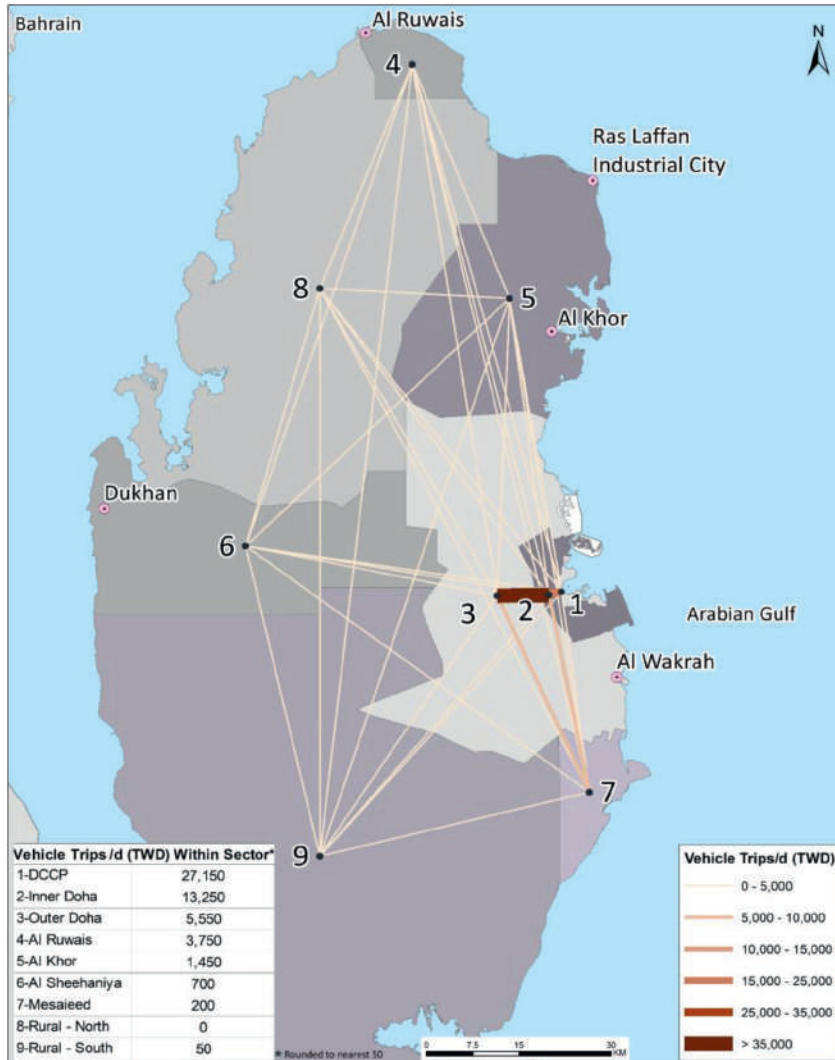 Bahrain
Al Ruwais
N
4
Ras Laffan
Industrial City
8
5
Al Khor
Dukhan
6
3
2
1
Arabian Gulf
Al Wakrah
7
9
Vehicle Trips /d (TWD) Within Sector*
1-DCCP 27,150
2-Inner Doha 13,250
3-Outer Doha 5,550
4-Al Ruwais 3,750
5-Al Khor 1,450
6-Al Sheehaniya 700
7-Mesaieed 200
8-Rural - North 0
9-Rural - South 50
* Rounded to nearest 50
0 7.5 15 30
KM
Vehicle Trips/d (TWD)
0 - 5,000
5,000 - 10,000
10,000 - 15,000
15,000 - 25,000
25,000 - 35,000
> 35,000